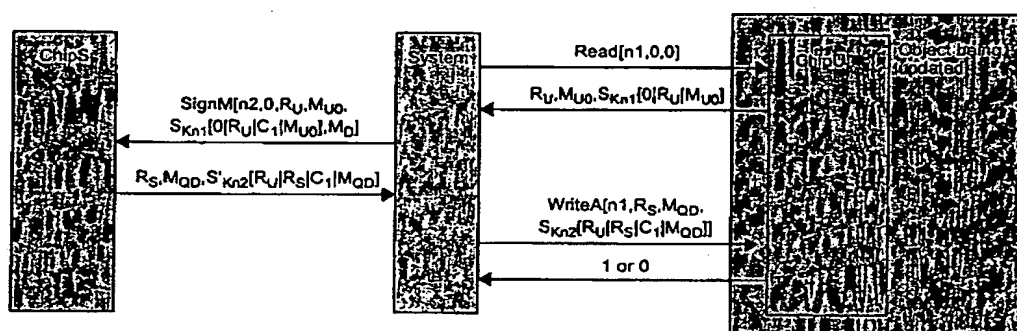 ChipS
System
ChipU
Object being
updated
Read[n1,0,0]
R_U,M_U0,S_Kn1[0|R_U|M_U0]
SignM[n2,0,R_U,M_U0,
S_Kn1[0|R_U|C_1|M_U0],M_D]
R_S,M_QD,S'_Kn2[R_U|R_S|C_1|M_QD]
WriteA[n1,R_S,M_QD,
S_Kn2[R_U|R_S|C_1|M_QD]]
1 or 0